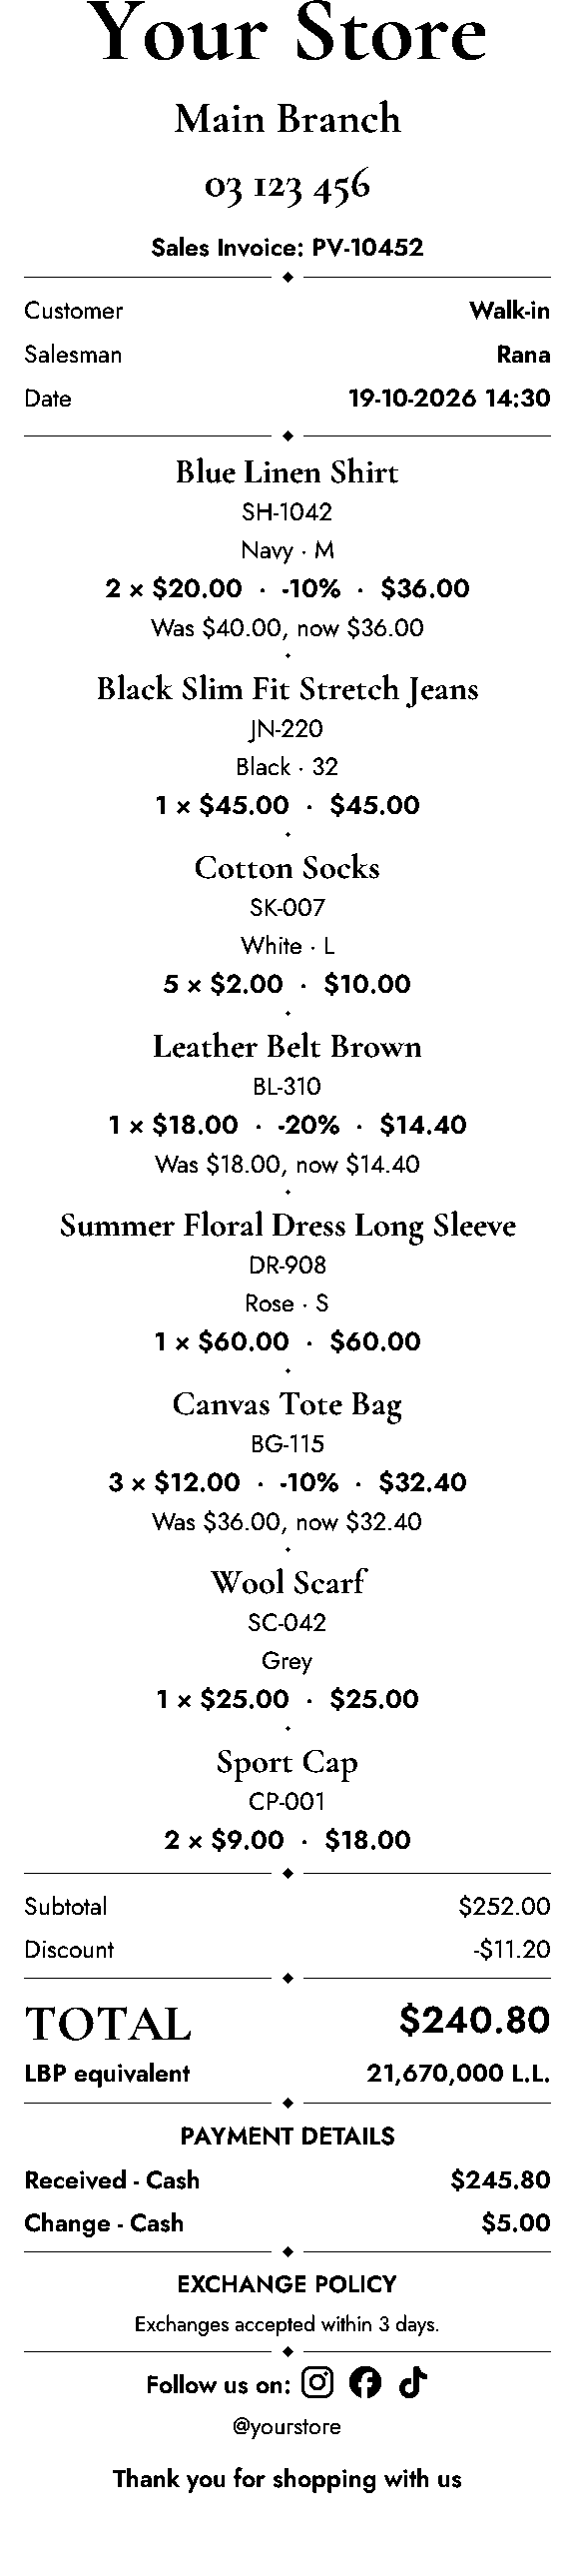 Your Store
Main Branch
03 123 456
Sales Invoice: PV-10452
Customer Walk-in
Salesman Rana
Date 19-10-2026 14:30
Blue Linen Shirt
SH-1042
Navy · M
2 × $20.00 · -10% · $36.00
Was $40.00, now $36.00
Black Slim Fit Stretch Jeans
JN-220
Black · 32
1 × $45.00 · $45.00
Cotton Socks
SK-007
White · L
5 × $2.00 · $10.00
Leather Belt Brown
BL-310
1 × $18.00 · -20% · $14.40
Was $18.00, now $14.40
Summer Floral Dress Long Sleeve
DR-908
Rose · S
1 × $60.00 · $60.00
Canvas Tote Bag
BG-115
3 × $12.00 · -10% · $32.40
Was $36.00, now $32.40
Wool Scarf
SC-042
Grey
1 × $25.00 · $25.00
Sport Cap
CP-001
2 × $9.00 · $18.00
Subtotal $252.00
Discount -$11.20
TOTAL $240.80
LBP equivalent 21,670,000 L.L.
PAYMENT DETAILS
Received - Cash $245.80
Change - Cash $5.00
EXCHANGE POLICY
Exchanges accepted within 3 days.
Follow us on:
@yourstore
Thank you for shopping with us